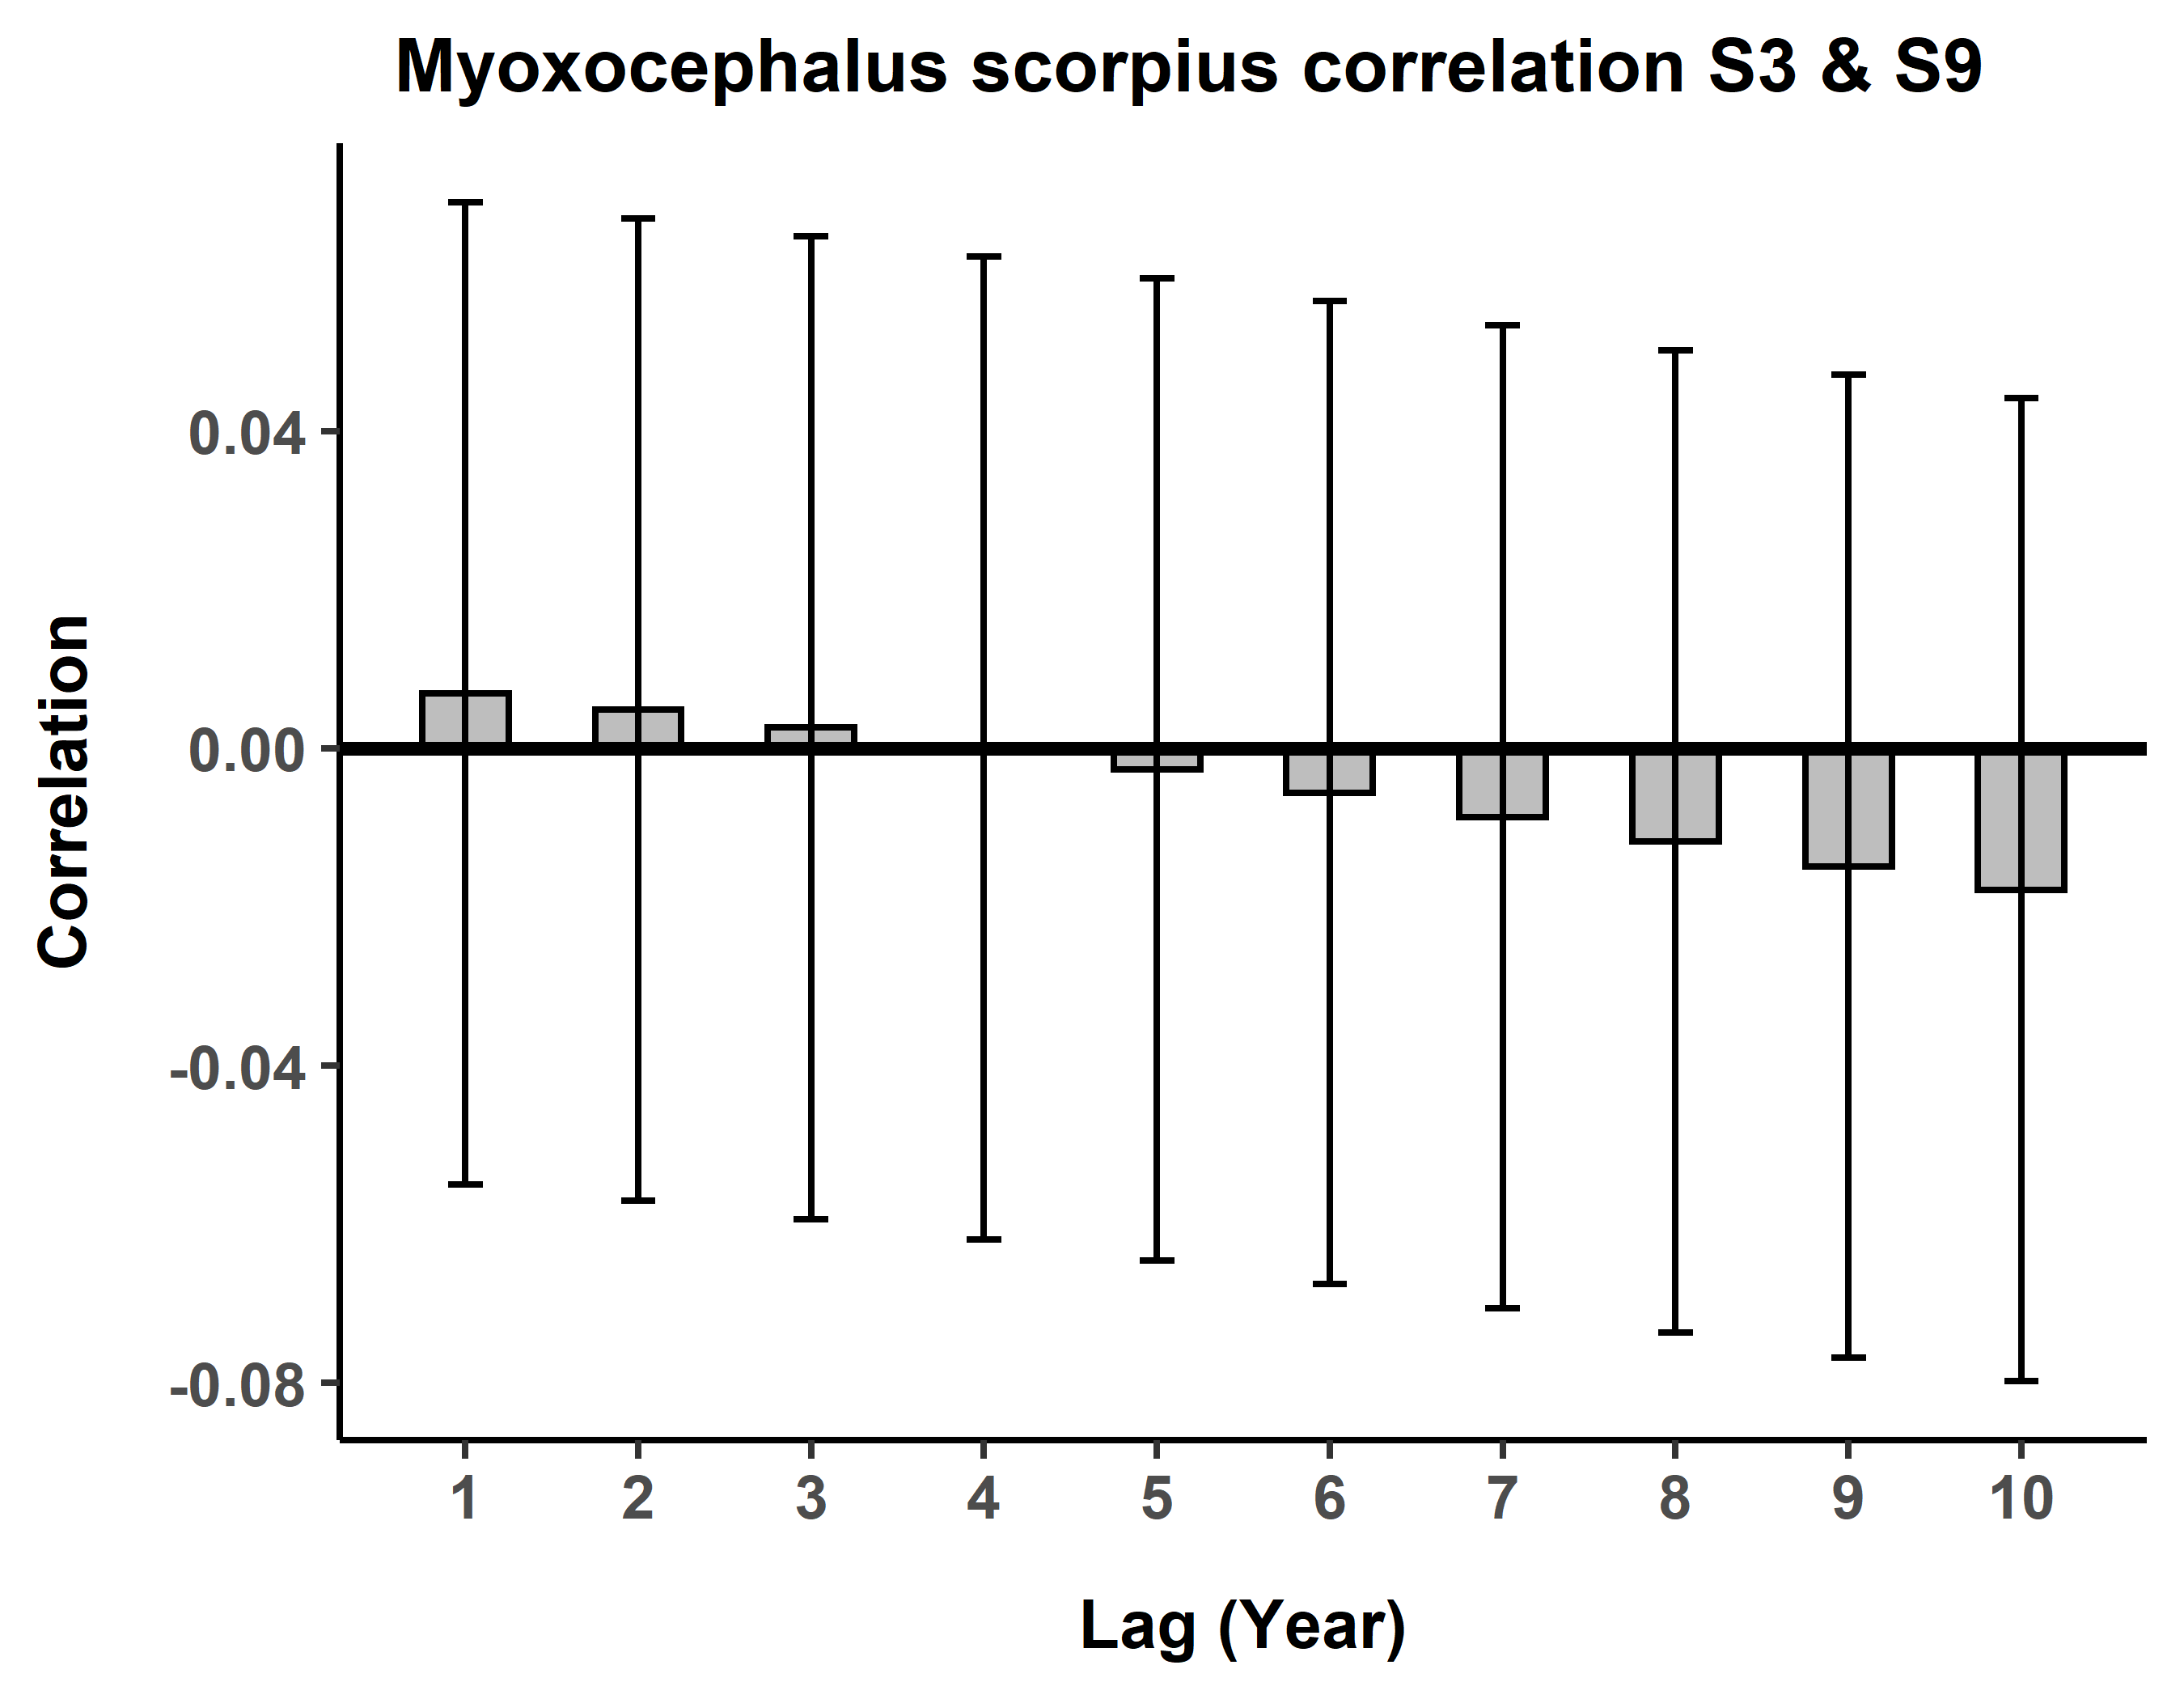 Myoxocephalus scorpius correlation S3 & S9
Correlation
0.04
0.00
-0.04
-0.08
1 2 3 4 5 6 7 8 9 10
Lag (Year)